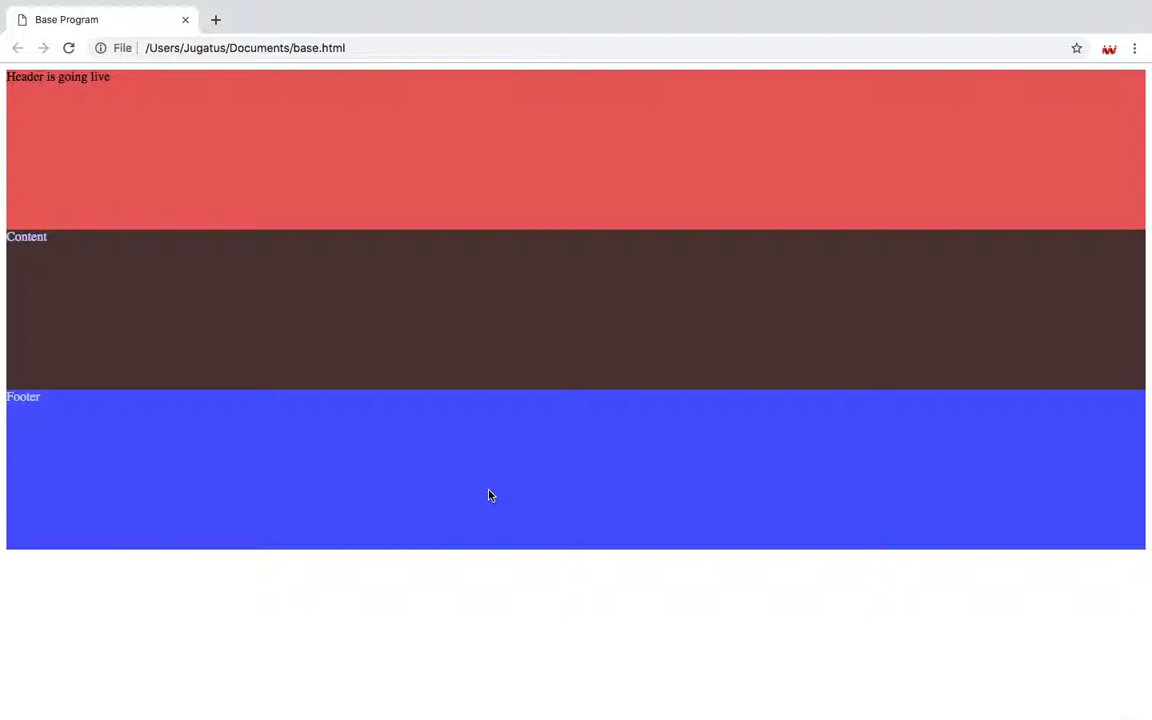 Base Program
File /Users/Jugatus/Documents/base.html
Header is going live
Content
Footer